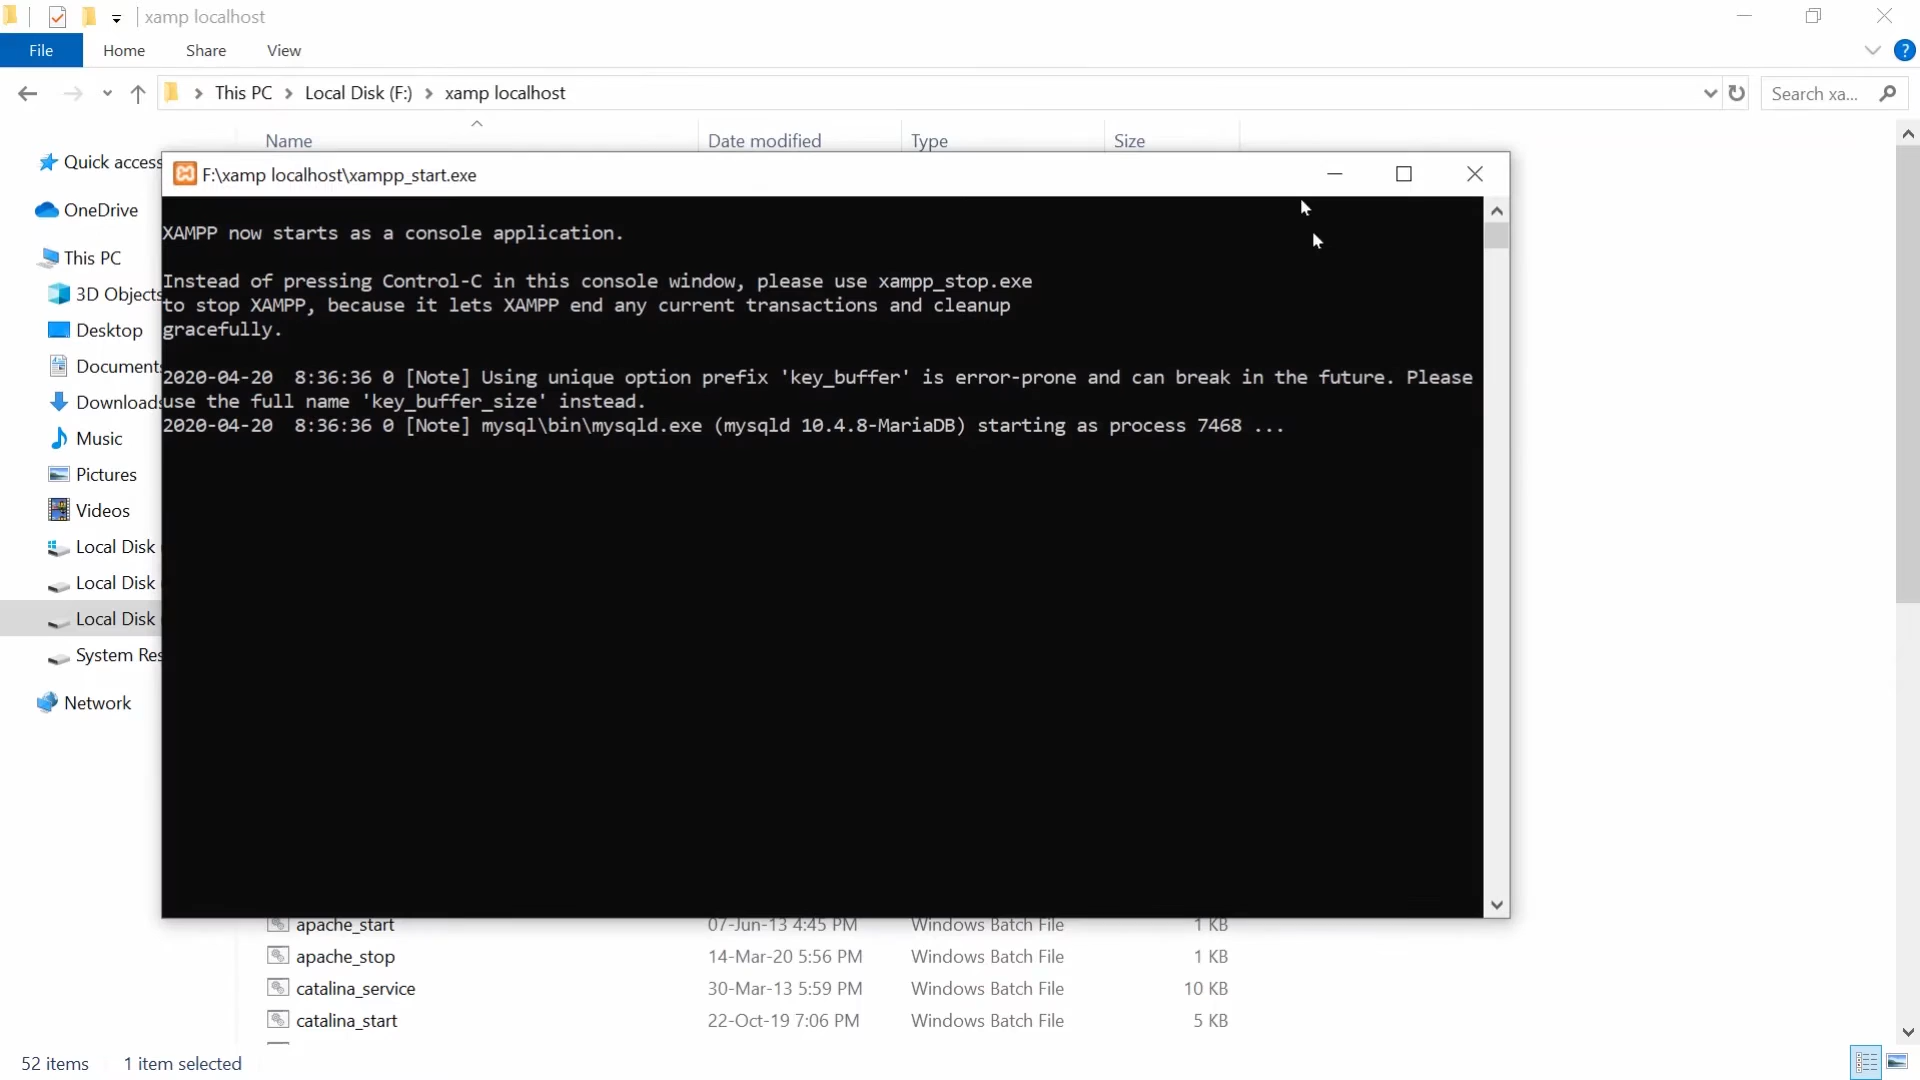 xamp localhost
File Home Share View
This PC Local Disk (F:) xamp localhost Search xa...
Name Date modified Type Size
Quick access
OneDrive
This PC
3D Objects
Desktop
Documents
Downloads
Music
Pictures
Videos
Local Disk
Local Disk
Local Disk
System Res
Network
F:\xamp localhost\xampp_start.exe
XAMPP now starts as a console application.
Instead of pressing Control-C in this console window, please use xampp_stop.exe
to stop XAMPP, because it lets XAMPP end any current transactions and cleanup
gracefully.
2020-04-20  8:36:36 0 [Note] Using unique option prefix 'key_buffer' is error-prone and can break in the future. Please
use the full name 'key_buffer_size' instead.
2020-04-20  8:36:36 0 [Note] mysql\bin\mysqld.exe (mysqld 10.4.8-MariaDB) starting as process 7468 ...
apache_start 07-Jun-13 4:45 PM Windows Batch File 1 KB
apache_stop 14-Mar-20 5:56 PM Windows Batch File 1 KB
catalina_service 30-Mar-13 5:59 PM Windows Batch File 10 KB
catalina_start 22-Oct-19 7:06 PM Windows Batch File 5 KB
52 items 1 item selected